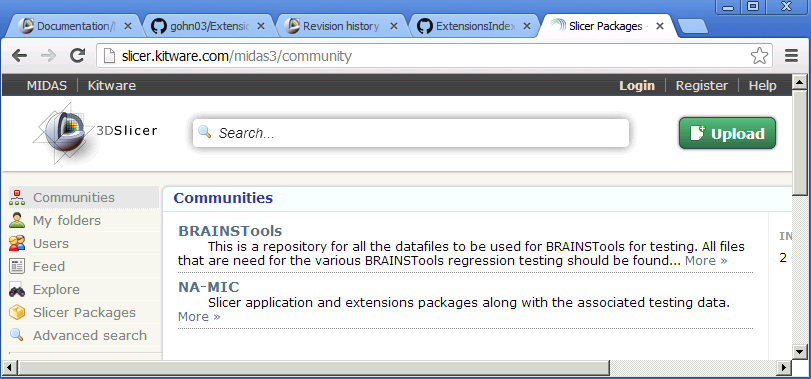 Documentation/
gohn03/Extensio
Revision history
ExtensionsIndex
Slicer Packages
slicer.kitware.com/midas3/community
MIDAS Kitware Login Register Help
3DSlicer Search... Upload
Communities
My folders
Users
Feed
Explore
Slicer Packages
Advanced search
Communities
BRAINSTools
This is a repository for all the datafiles to be used for BRAINSTools for testing. All files
that are need for the various BRAINSTools regression testing should be found... More »
NA-MIC
Slicer application and extensions packages along with the associated testing data.
More »
IN
2